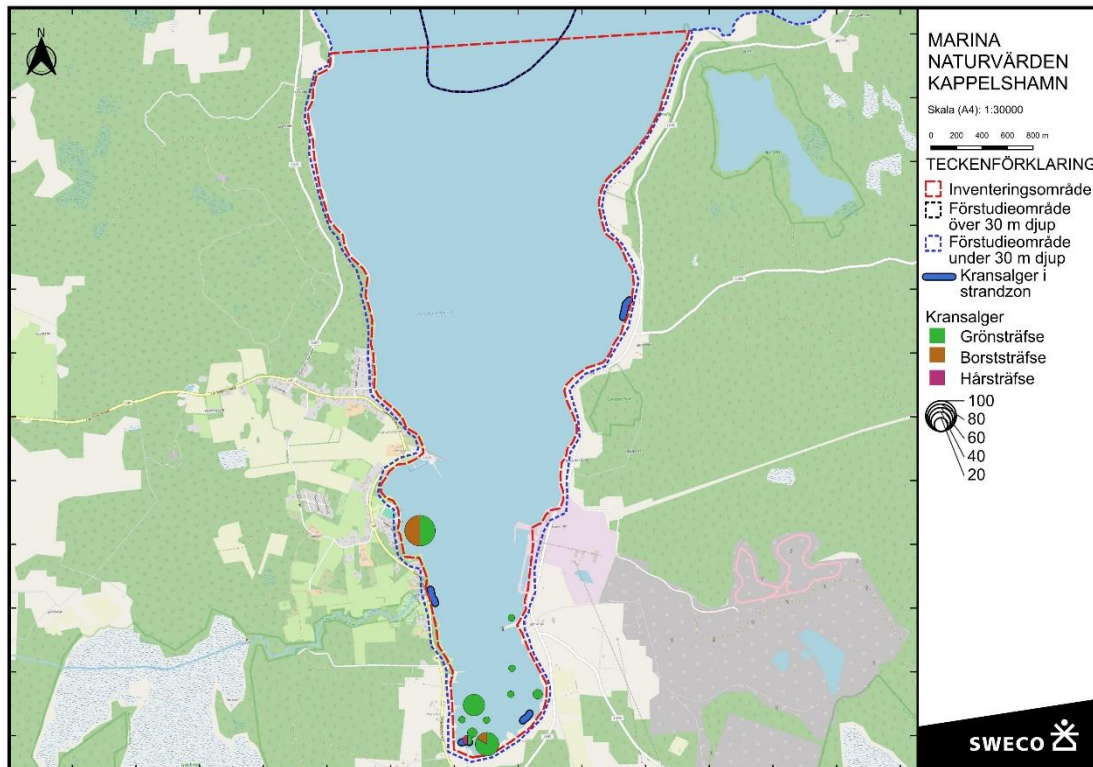 N
MARINA
NATURVÄRDEN
KAPPELSHAMN
Skala (A4): 1:30000
0 200 400 600 800 m
TECKENFÖRKLARING
Inventeringsområde
Förstudieområde
över 30 m djup
Förstudieområde
under 30 m djup
Kransalger i
strandzon
Kransalger
Grönsträfse
Borststräfse
Hårsträfse
100
80
60
40
20
SWECO